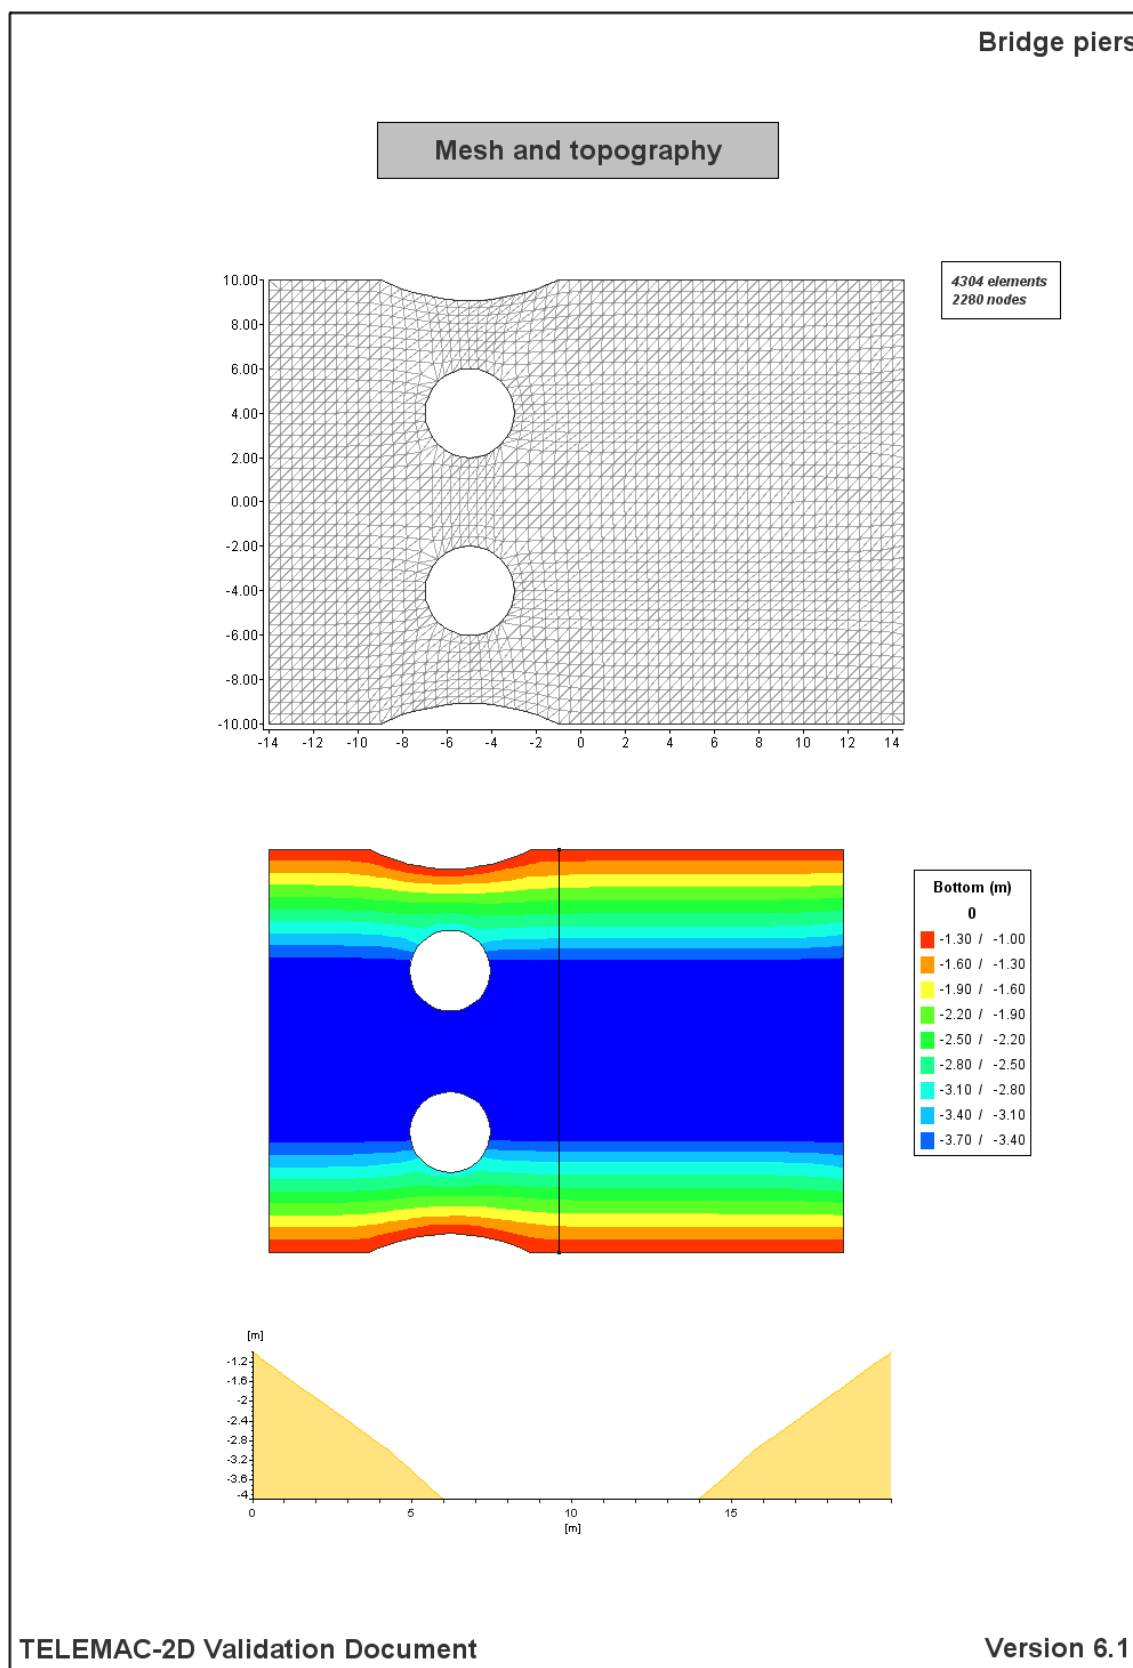 Bridge piers
Mesh and topography
4304 elements
2280 nodes
10.00
8.00
6.00
4.00
2.00
0.00
-2.00
-4.00
-6.00
-8.00
-10.00
-14 -12 -10 -8 -6 -4 -2 0 2 4 6 8 10 12 14
Bottom (m)
0
-1.30 / -1.00
-1.60 / -1.30
-1.90 / -1.60
-2.20 / -1.90
-2.50 / -2.20
-2.80 / -2.50
-3.10 / -2.80
-3.40 / -3.10
-3.70 / -3.40
[m]
-1.2
-1.6
-2
-2.4
-2.8
-3.2
-3.6
-4
0 5 10 15
[m]
TELEMAC-2D Validation Document
Version 6.1